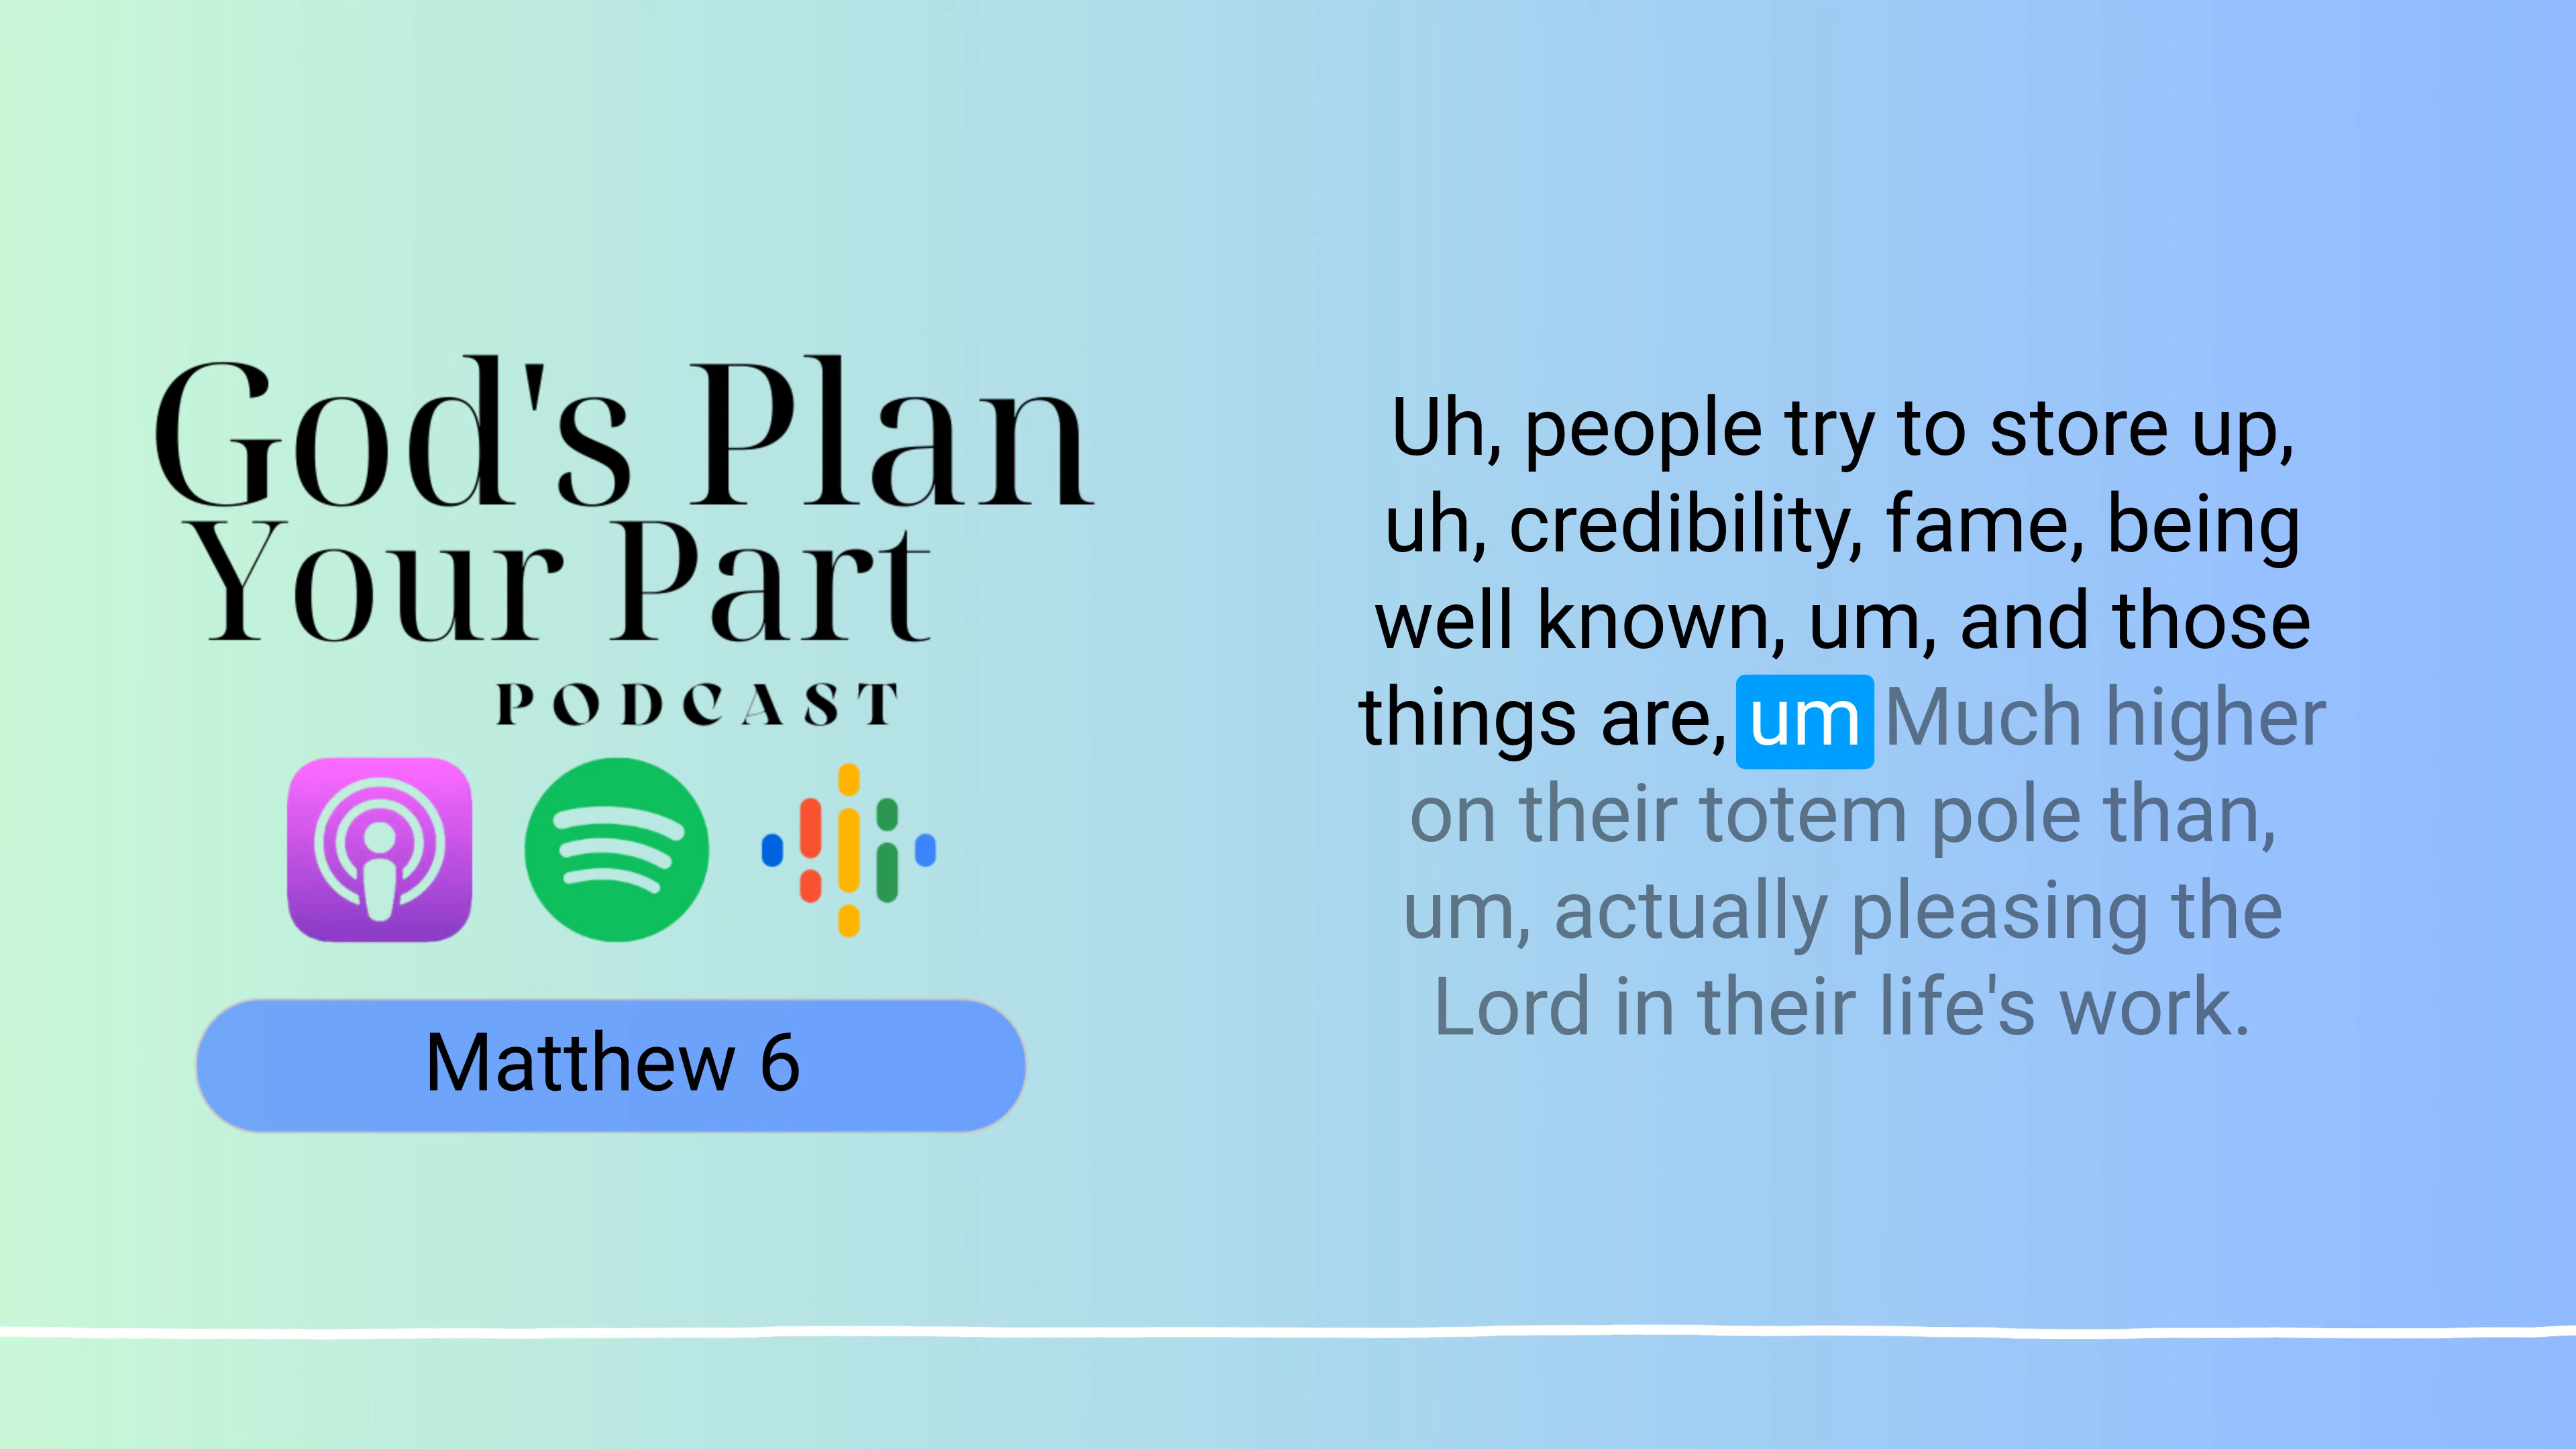 God's Plan
Your Part
PODCAST
Matthew 6
Uh, people try to store up,
uh, credibility, fame, being
well known, um, and those
things are, um Much higher
on their totem pole than,
um, actually pleasing the
Lord in their life's work.